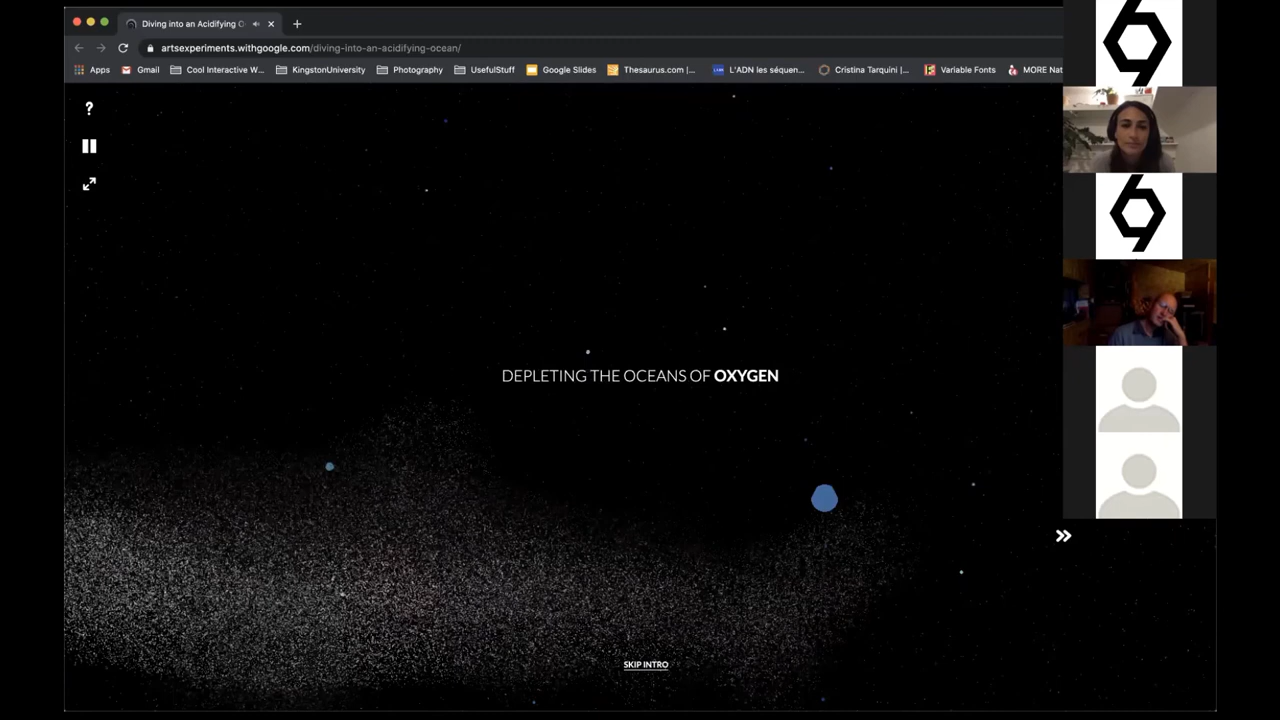 Diving into an Acidifying O
artsexperiments.withgoogle.com/diving-into-an-acidifying-ocean/
Apps Gmail Cool Interactive W... KingstonUniversity Photography UsefulStuff Google Slides Thesaurus.com |... L'ADN les séquen... Cristina Tarquini |... Variable Fonts MORE Nat
?
DEPLETING THE OCEANS OF OXYGEN
SKIP INTRO